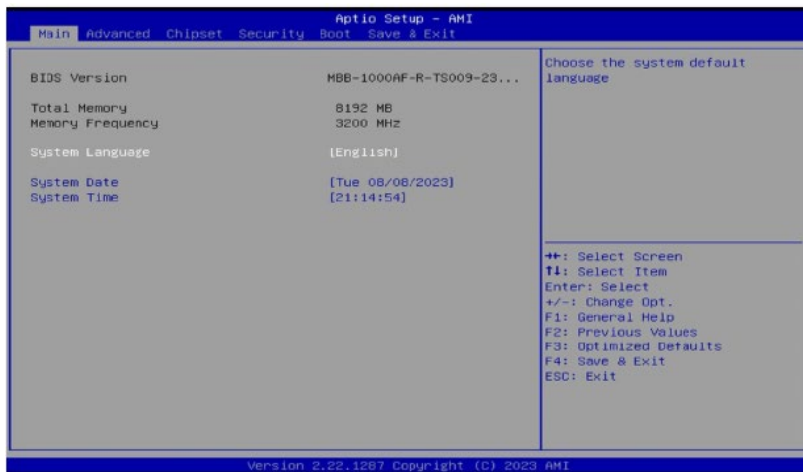 Aptio Setup - AMI
Main Advanced Chipset Security Boot Save & Exit
BIOS Version MBB-1000AF-R-TS009-23...
Total Memory 8192 MB
Memory Frequency 3200 MHz
System Language [English]
System Date [Tue 08/08/2023]
System Time [21:14:54]
Choose the system default
language
→←: Select Screen
↑↓: Select Item
Enter: Select
+/-: Change Opt.
F1: General Help
F2: Previous Values
F3: Optimized Defaults
F4: Save & Exit
ESC: Exit
Version 2.22.1287 Copyright (C) 2023 AMI